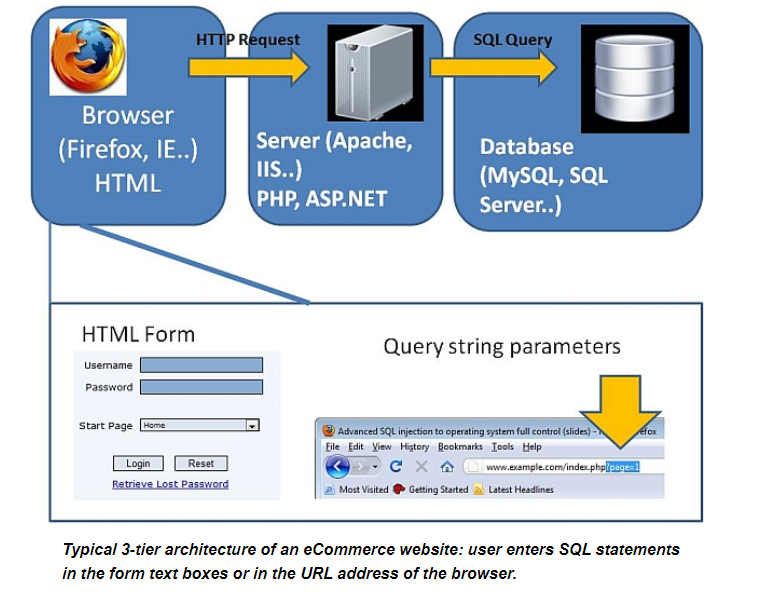 HTTP Request
SQL Query
Browser
(Firefox, IE..)
HTML
Server (Apache,
IIS..)
PHP, ASP.NET
Database
(MySQL, SQL
Server..)
HTML Form
Username
Password
Start Page
Home
Login
Reset
Retrieve Lost Password
Query string parameters
Advanced SQL injection to operating system full control (slides) - refox
File Edit View History Bookmarks Tools Help
www.example.com/index.php?page=1
Most Visited Getting Started Latest Headlines
Typical 3-tier architecture of an eCommerce website: user enters SQL statements
in the form text boxes or in the URL address of the browser.